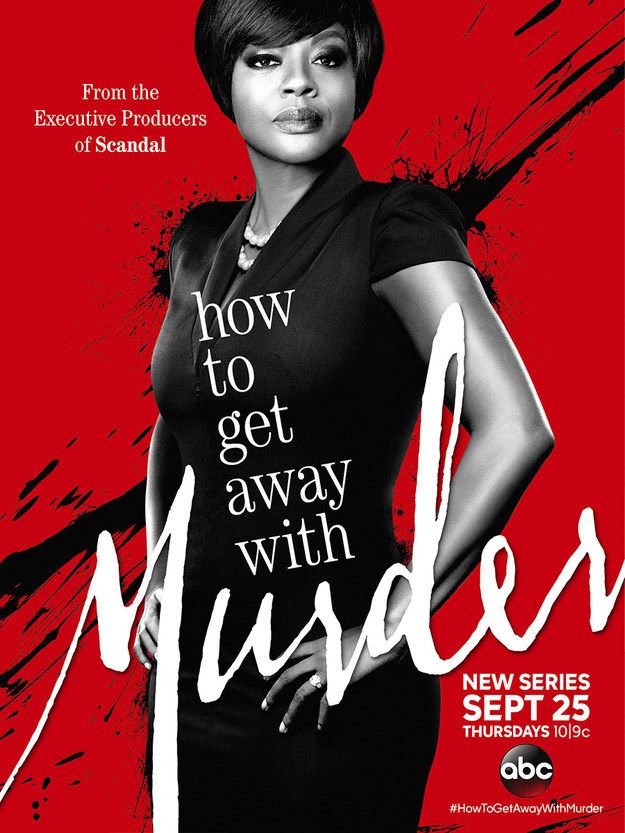 From the
Executive Producers
of Scandal
how
to
get
away
with
Murder
NEW SERIES
SEPT 25
THURSDAYS 10|9c
abc
#HowToGetAwayWithMurder